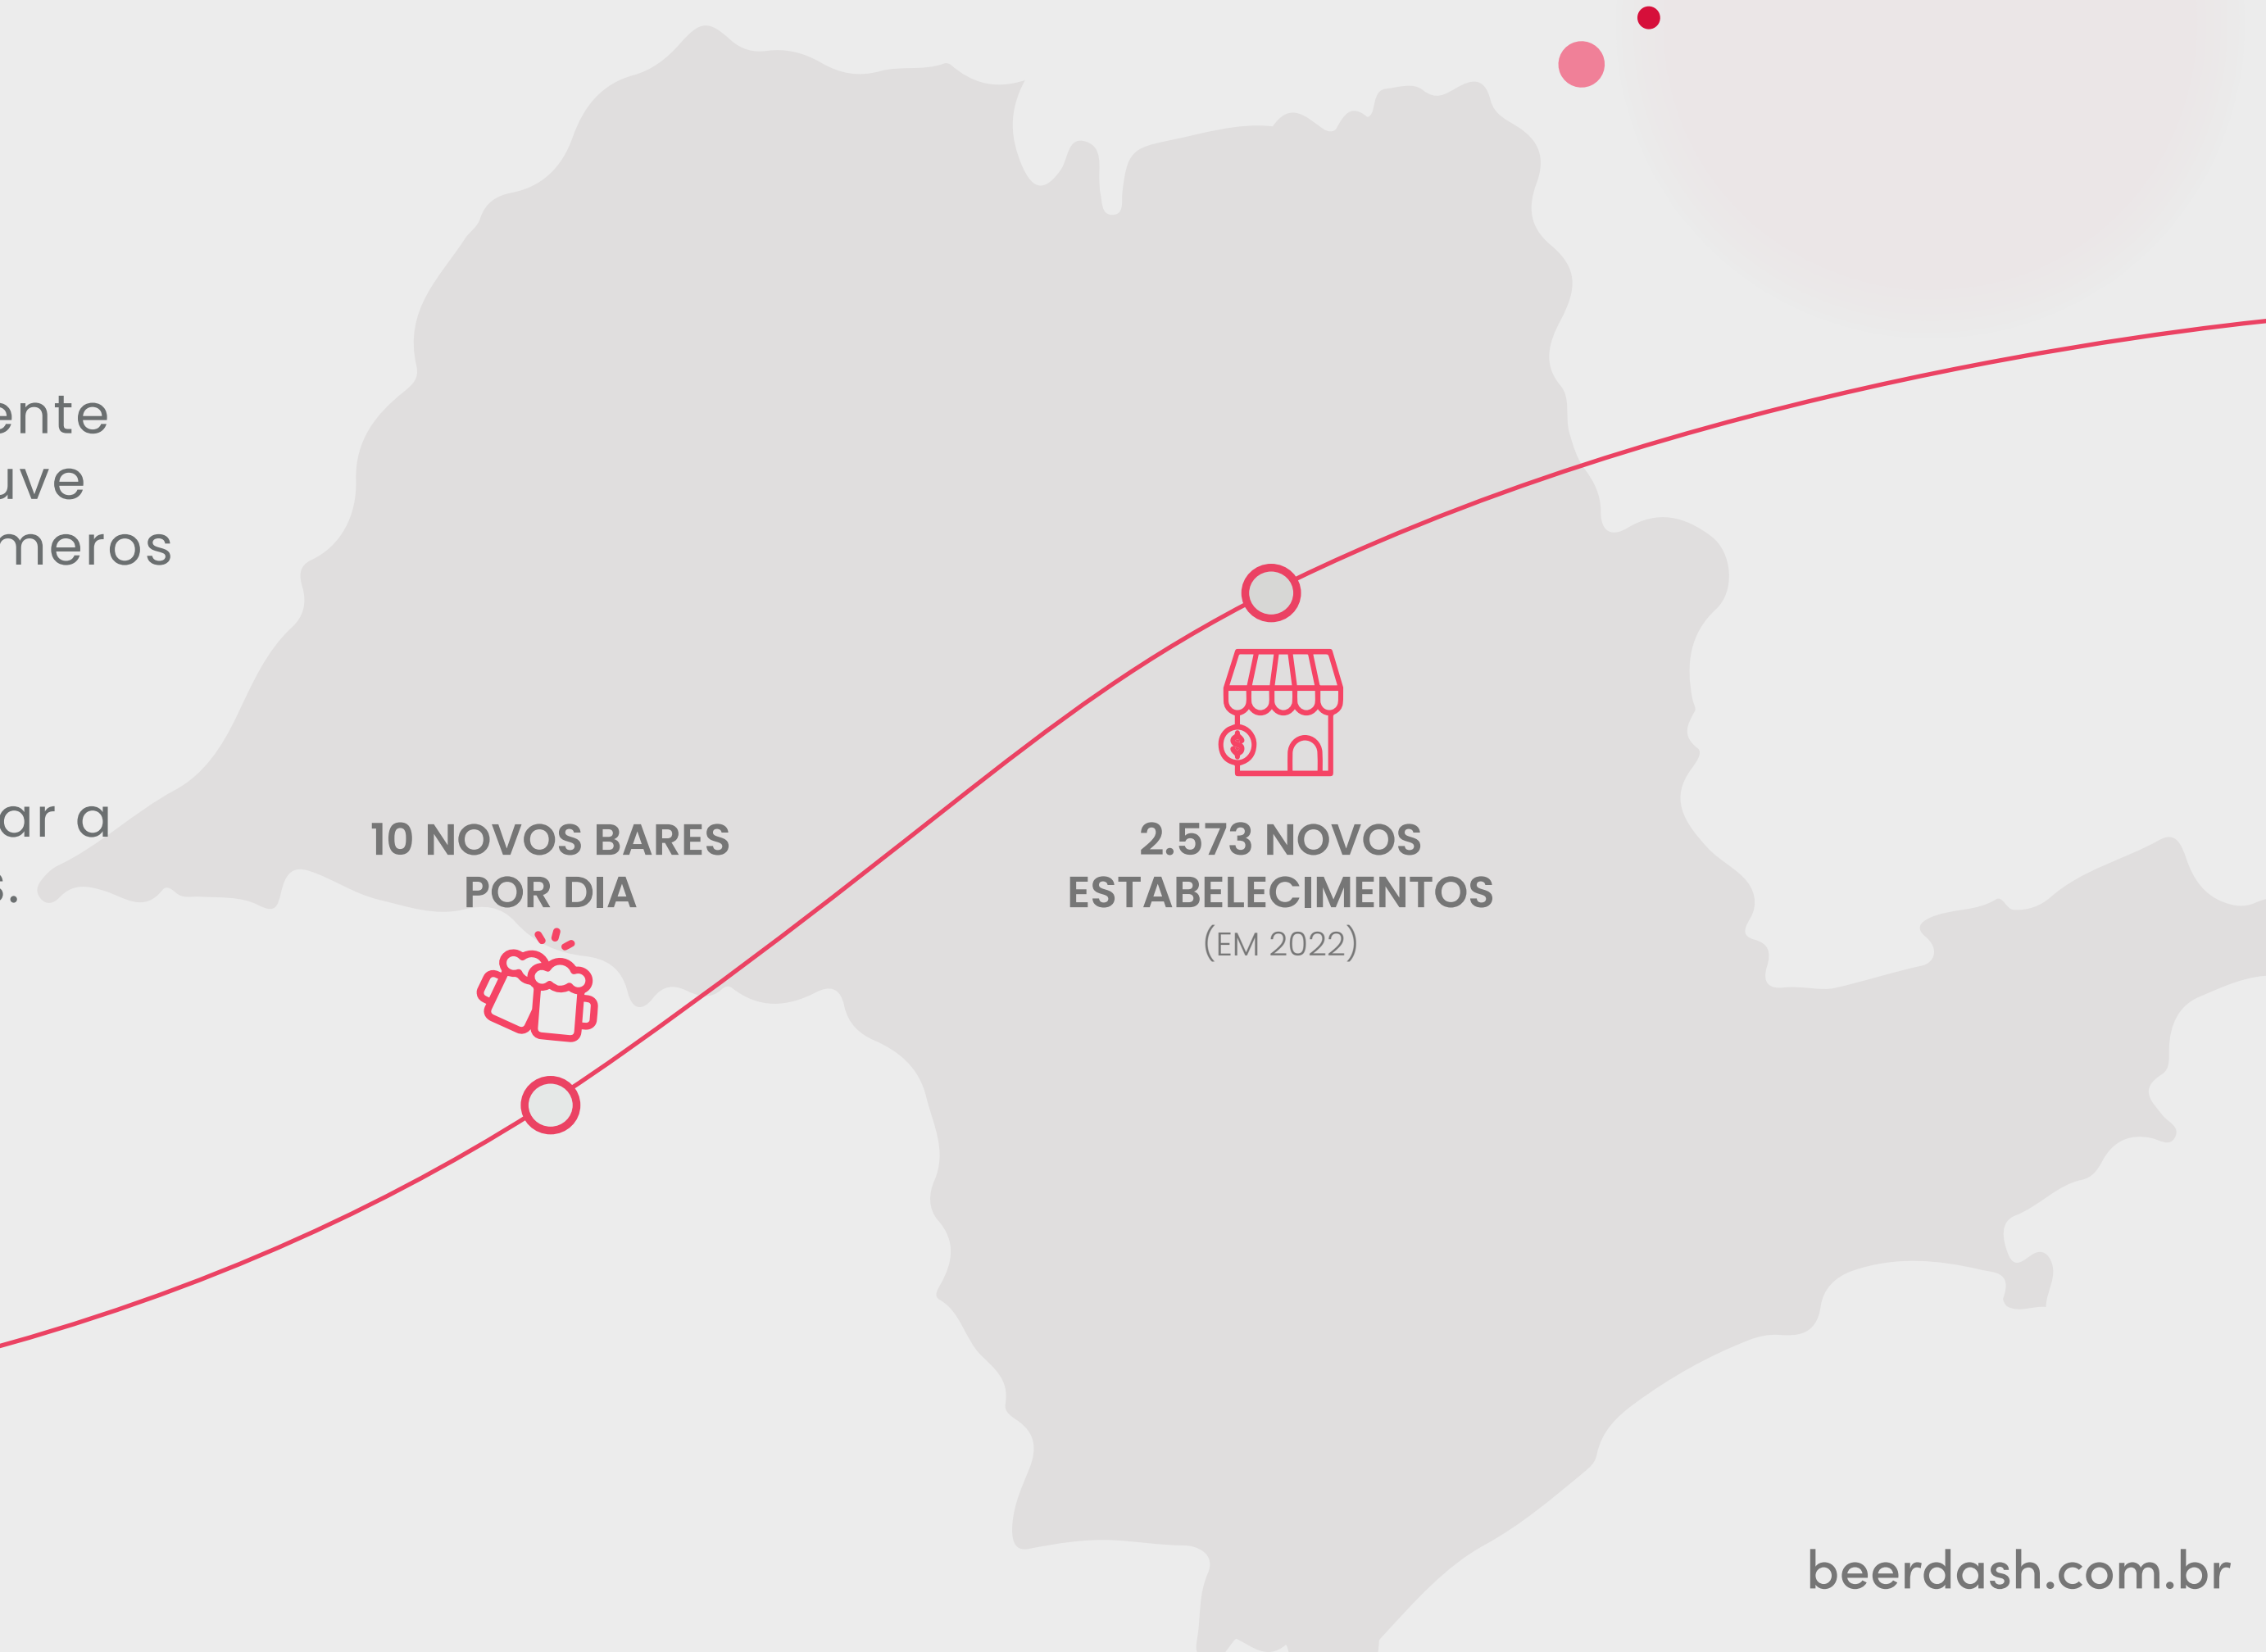 10 NOVOS BARES
POR DIA
2.573 NOVOS
ESTABELECIMENTOS
(EM 2022)
beerdash.com.br